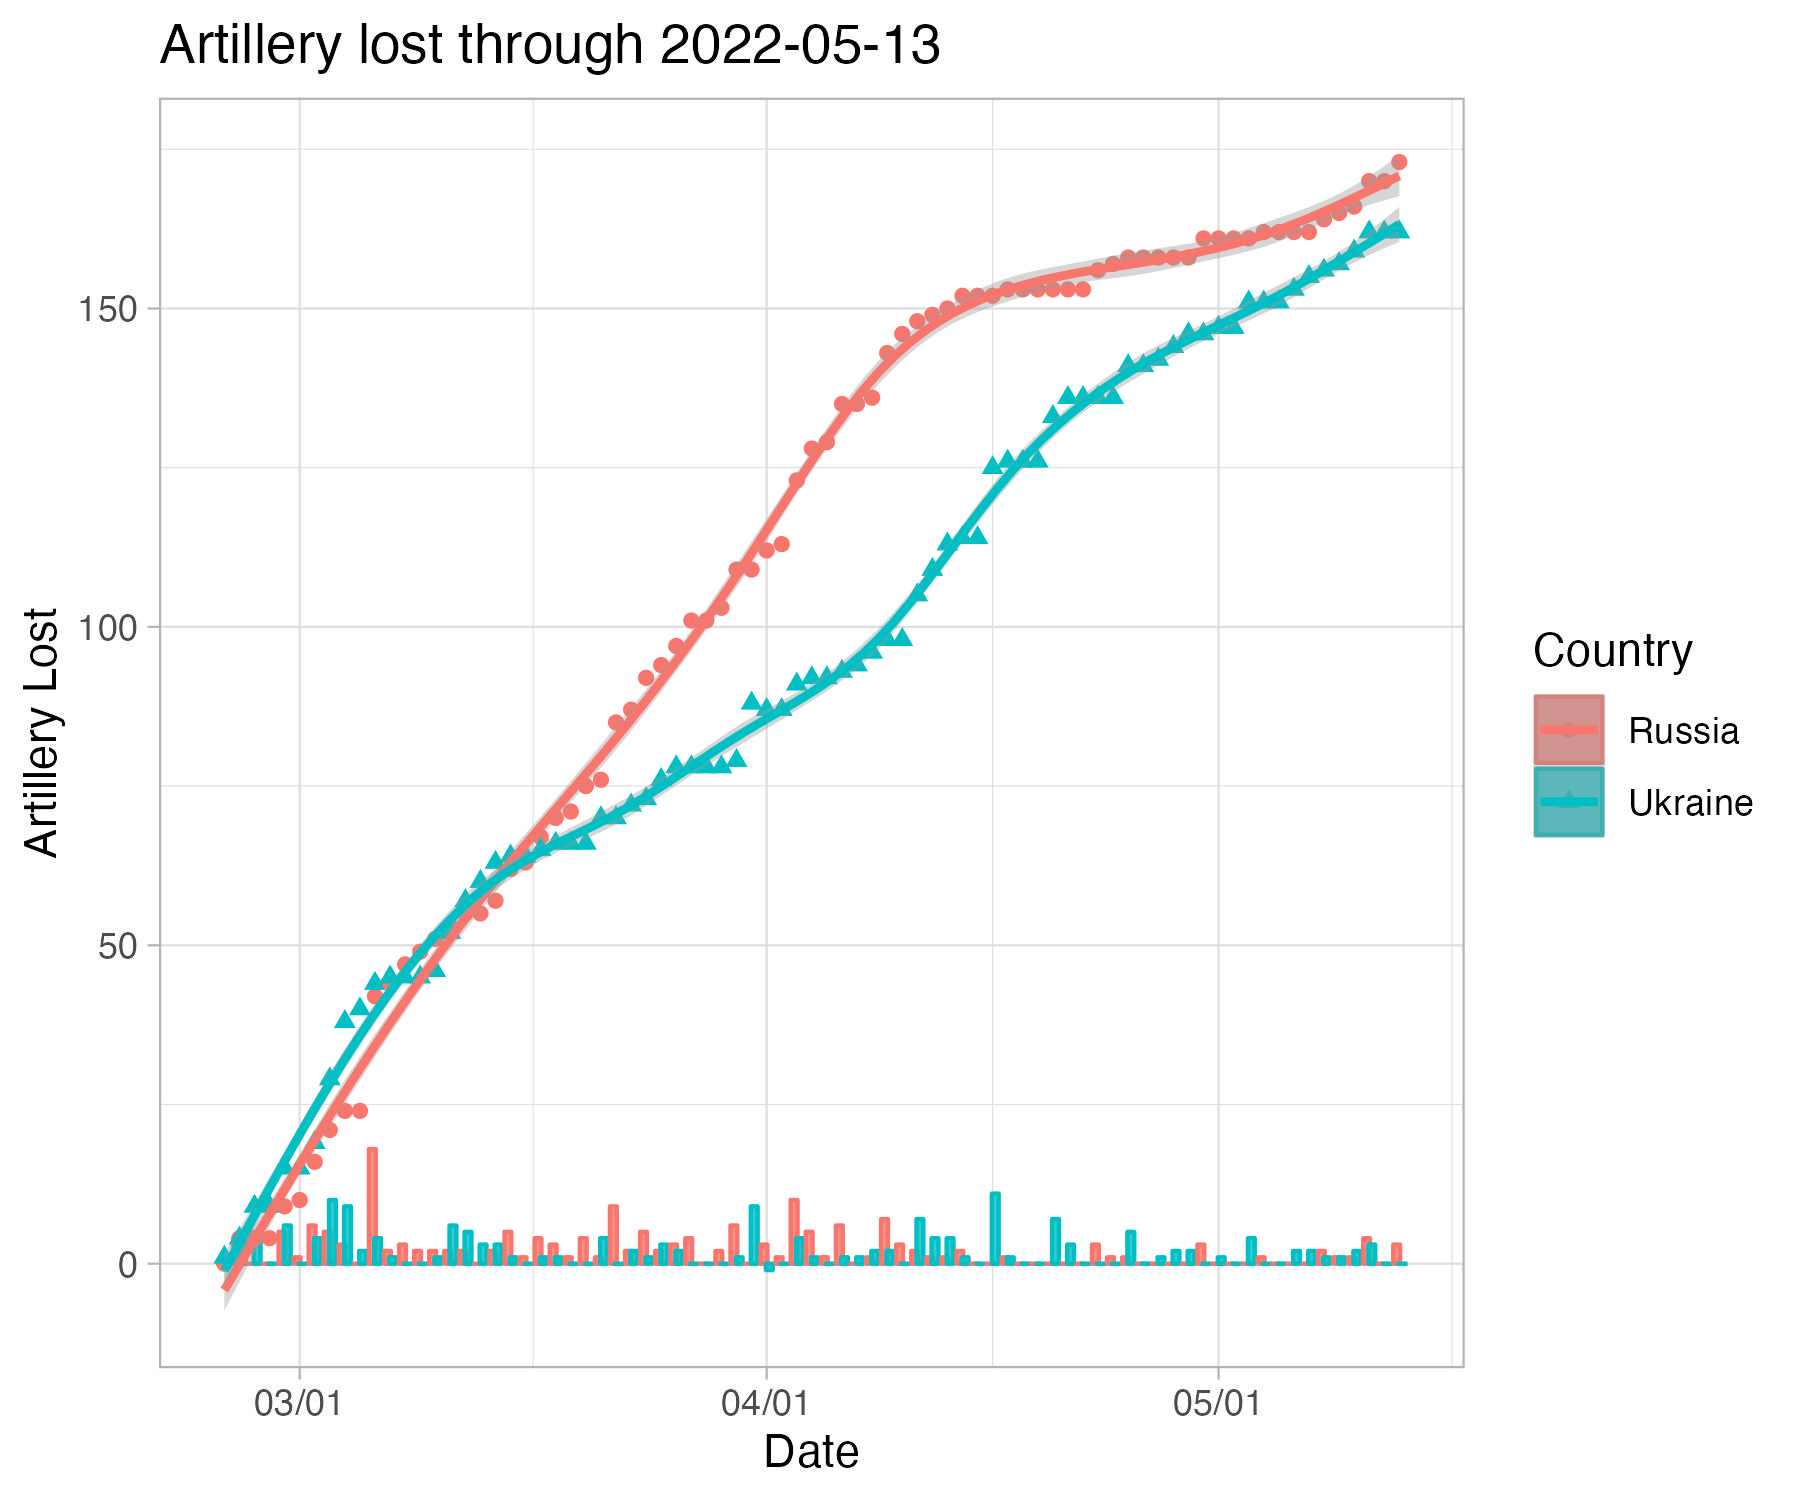 Artillery lost through 2022-05-13
Artillery Lost
150
100
50
0
03/01
04/01
05/01
Date
Country
Russia
Ukraine